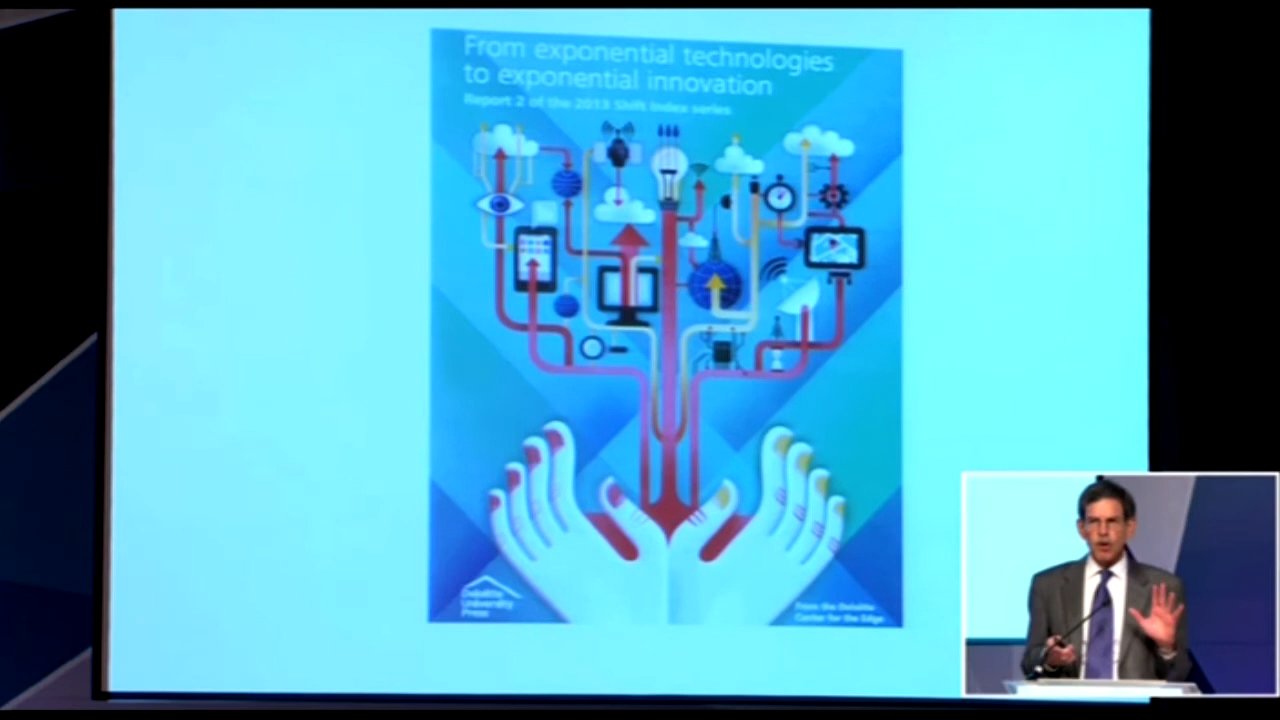 From exponential technologies
to exponential innovation
Report 2 of the 2013 Shift Index series
Deloitte
University
Press
From the Deloitte
Center for the Edge